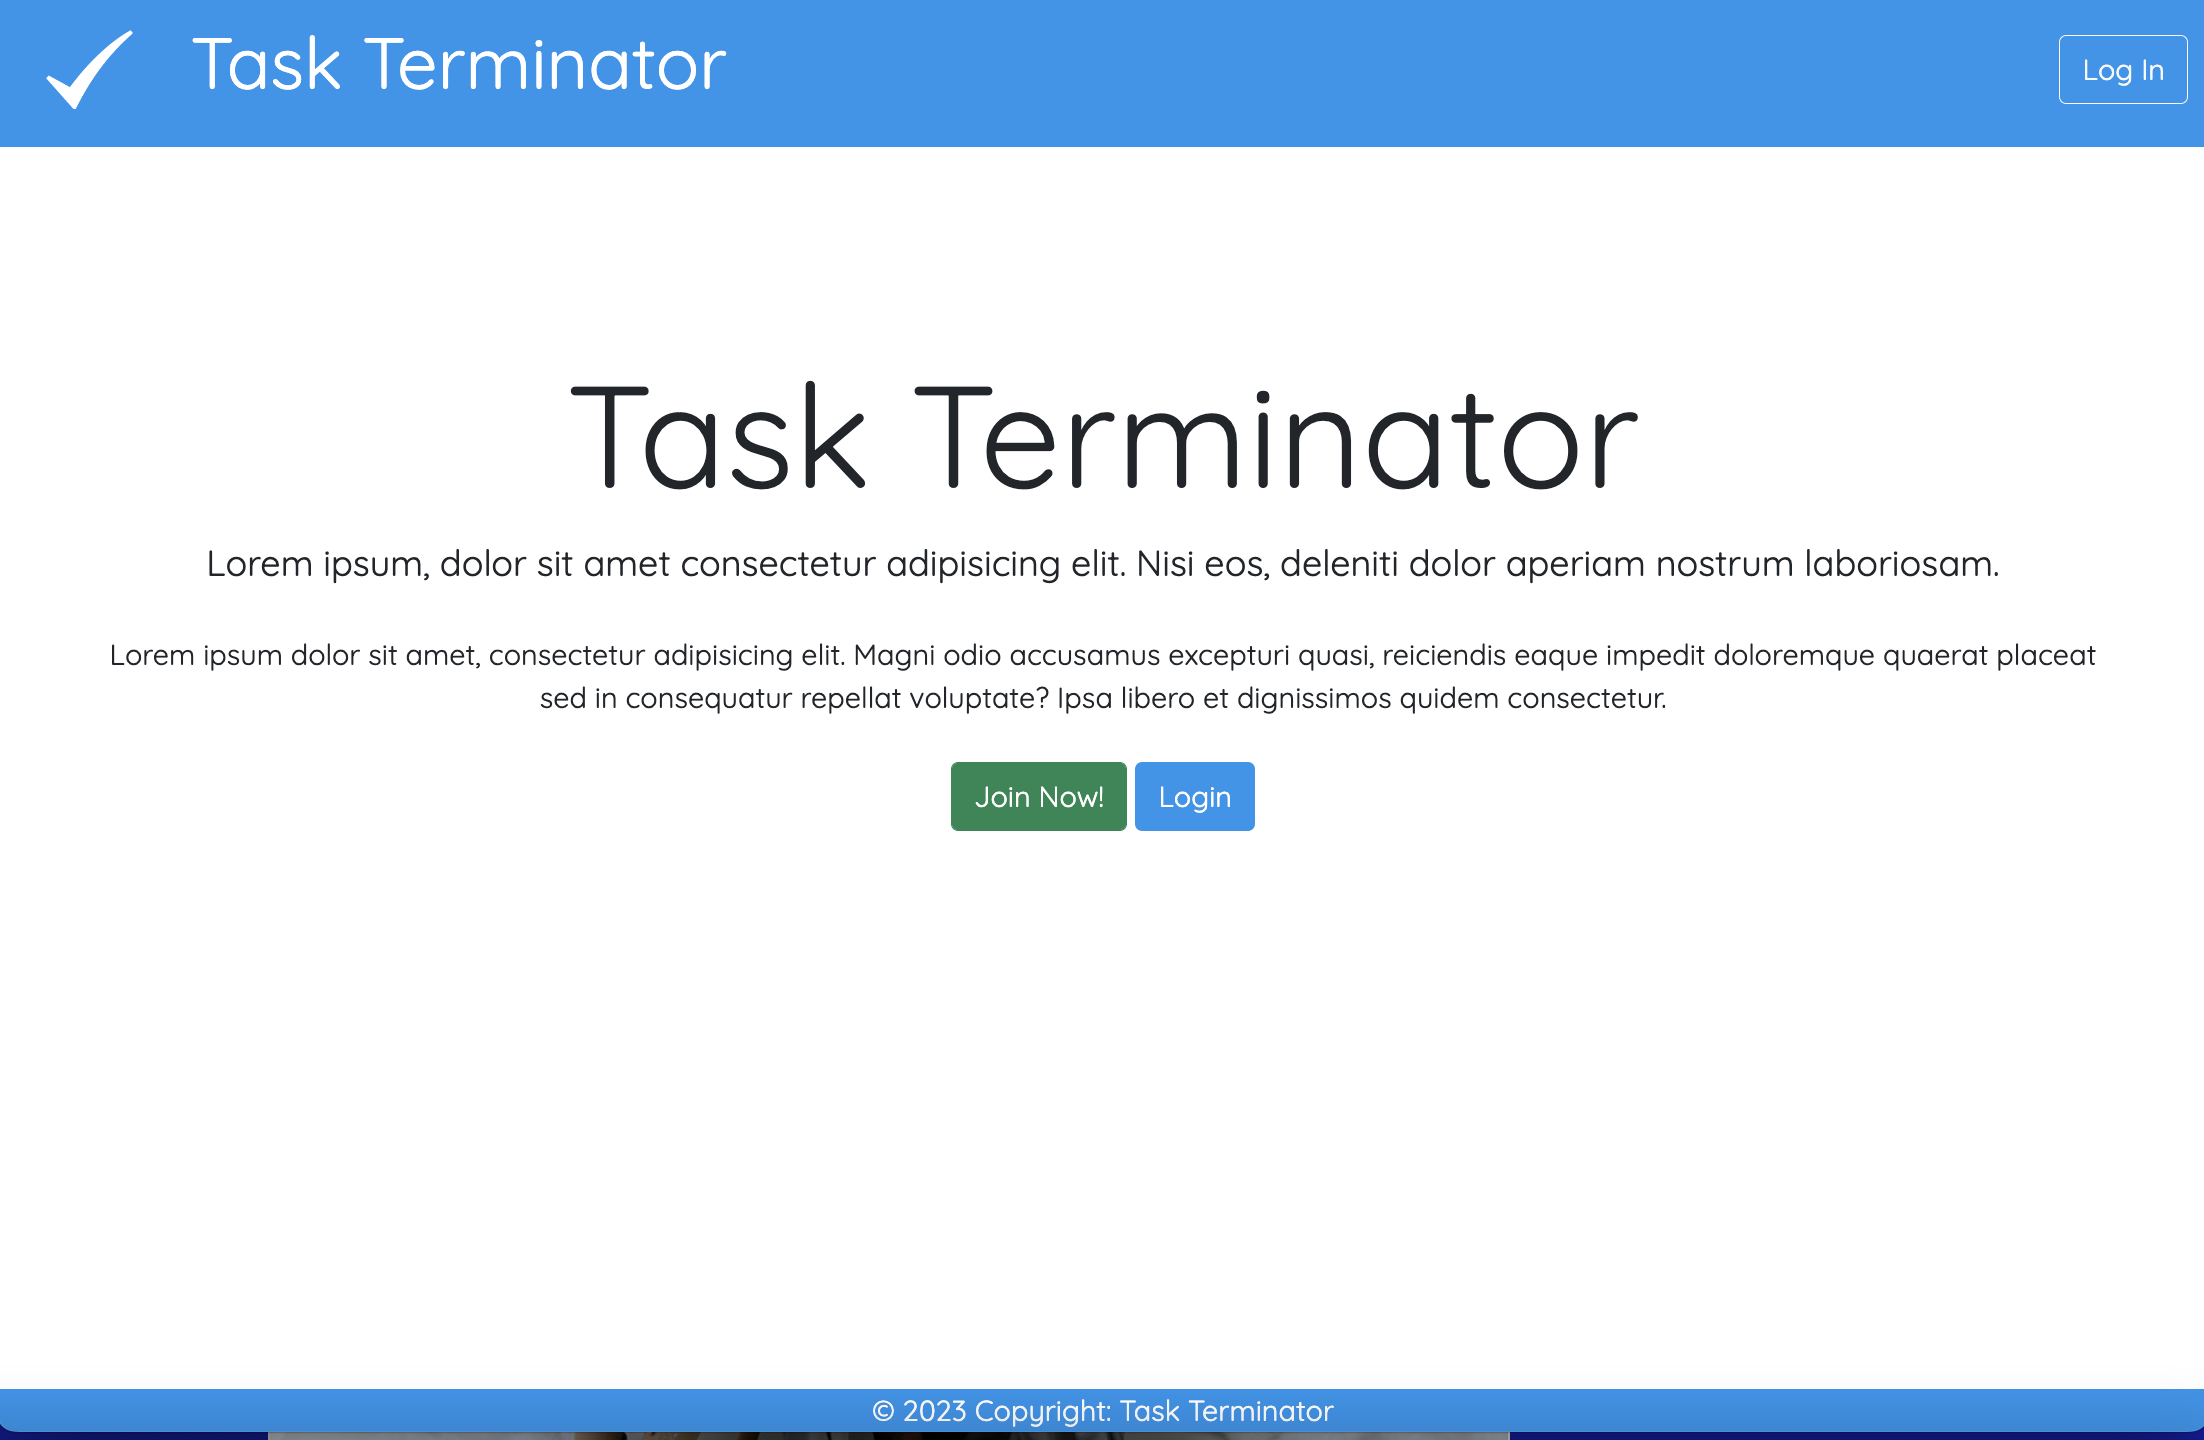 Task Terminator
Log In
Task Terminator
Lorem ipsum, dolor sit amet consectetur adipisicing elit. Nisi eos, deleniti dolor aperiam nostrum laboriosam.
Lorem ipsum dolor sit amet, consectetur adipisicing elit. Magni odio accusamus excepturi quasi, reiciendis eaque impedit doloremque quaerat placeat
sed in consequatur repellat voluptate? Ipsa libero et dignissimos quidem consectetur.
Join Now!
Login
© 2023 Copyright: Task Terminator